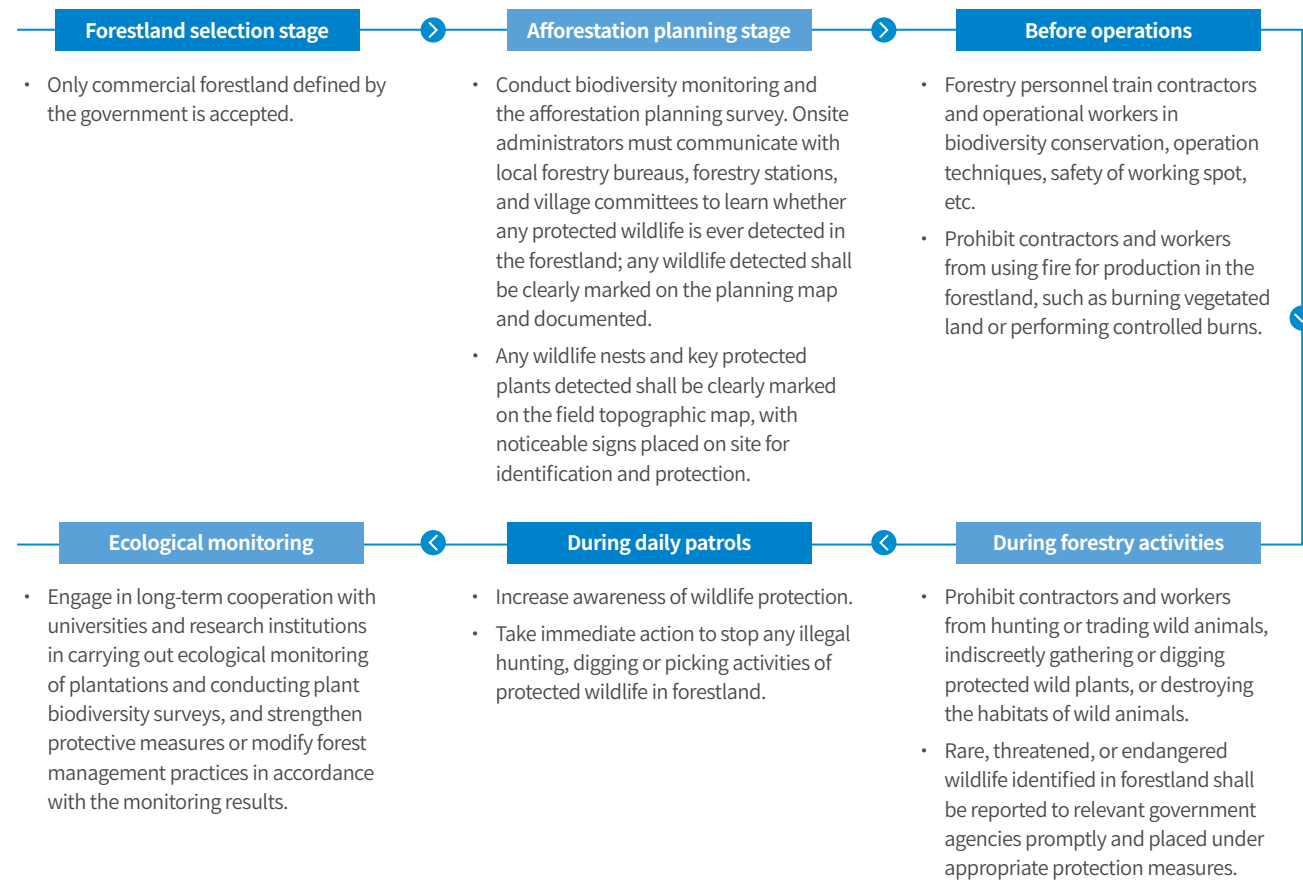 Forestland selection stage
• Only commercial forestland defined by
the government is accepted.
Afforestation planning stage
• Conduct biodiversity monitoring and
the afforestation planning survey. Onsite
administrators must communicate with
local forestry bureaus, forestry stations,
and village committees to learn whether
any protected wildlife is ever detected in
the forestland; any wildlife detected shall
be clearly marked on the planning map
and documented.
• Any wildlife nests and key protected
plants detected shall be clearly marked
on the field topographic map, with
noticeable signs placed on site for
identification and protection.
Before operations
• Forestry personnel train contractors
and operational workers in
biodiversity conservation, operation
techniques, safety of working spot,
etc.
• Prohibit contractors and workers
from using fire for production in the
forestland, such as burning vegetated
land or performing controlled burns.
During forestry activities
• Prohibit contractors and workers
from hunting or trading wild animals,
indiscreetly gathering or digging
protected wild plants, or destroying
the habitats of wild animals.
• Rare, threatened, or endangered
wildlife identified in forestland shall
be reported to relevant government
agencies promptly and placed under
appropriate protection measures.
During daily patrols
• Increase awareness of wildlife protection.
• Take immediate action to stop any illegal
hunting, digging or picking activities of
protected wildlife in forestland.
Ecological monitoring
• Engage in long-term cooperation with
universities and research institutions
in carrying out ecological monitoring
of plantations and conducting plant
biodiversity surveys, and strengthen
protective measures or modify forest
management practices in accordance
with the monitoring results.